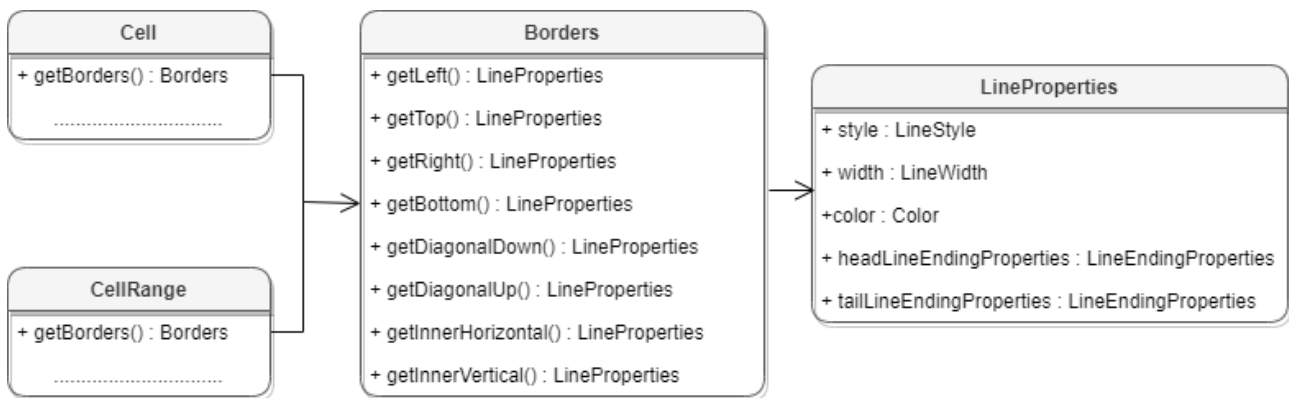 Cell
+ getBorders() : Borders
................................
CellRange
+ getBorders() : Borders
................................
Borders
+ getLeft() : LineProperties
+ getTop() : LineProperties
+ getRight() : LineProperties
+ getBottom() : LineProperties
+ getDiagonalDown() : LineProperties
+ getDiagonalUp() : LineProperties
+ getInnerHorizontal() : LineProperties
+ getInnerVertical() : LineProperties
LineProperties
+ style : LineStyle
+ width : LineWidth
+color : Color
+ headLineEndingProperties : LineEndingProperties
+ tailLineEndingProperties : LineEndingProperties